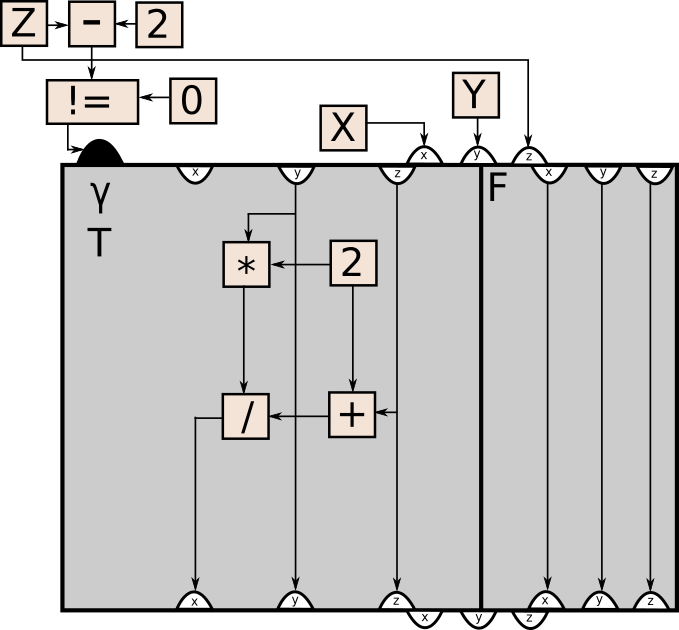 Z - 2
!= 0
X Y
x y z
γ x y z F x y z
T
* 2
/ +
x y z x y z
x y z